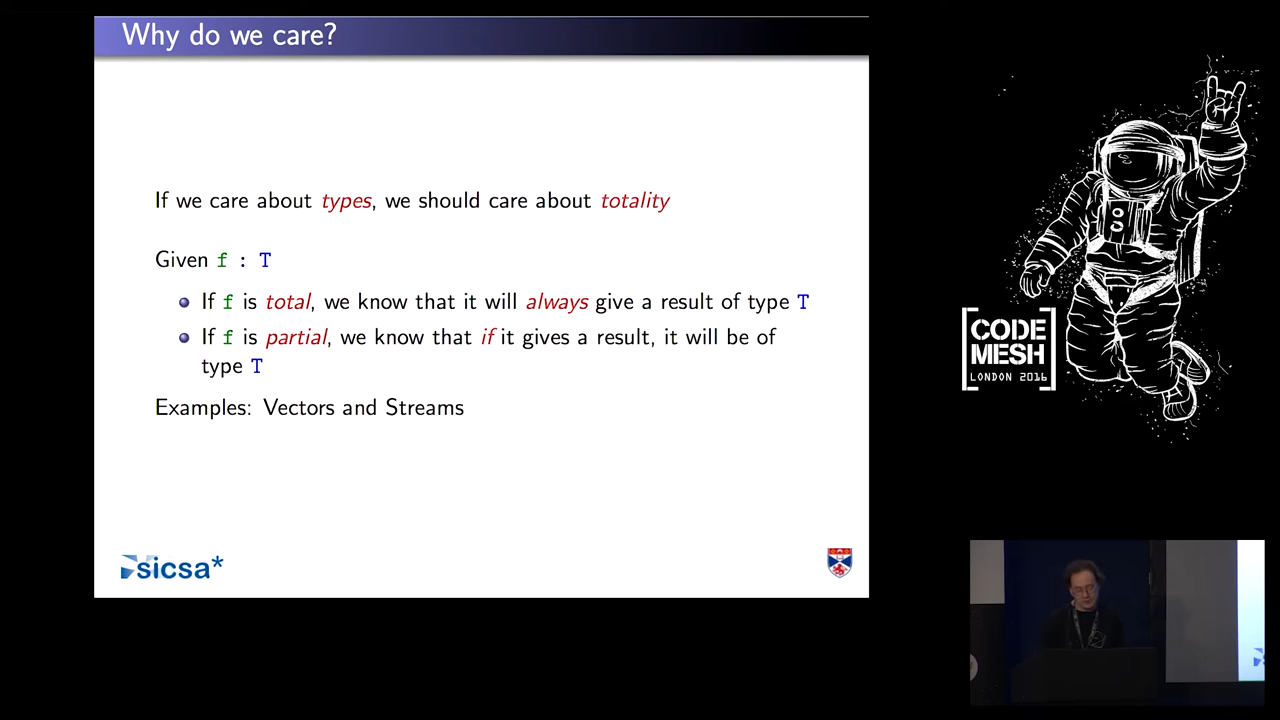 Why do we care?
If we care about types, we should care about totality
Given f : T
If f is total, we know that it will always give a result of type T
If f is partial, we know that if it gives a result, it will be of
type T
Examples: Vectors and Streams
sicsa*
CODE
MESH
LONDON 2016